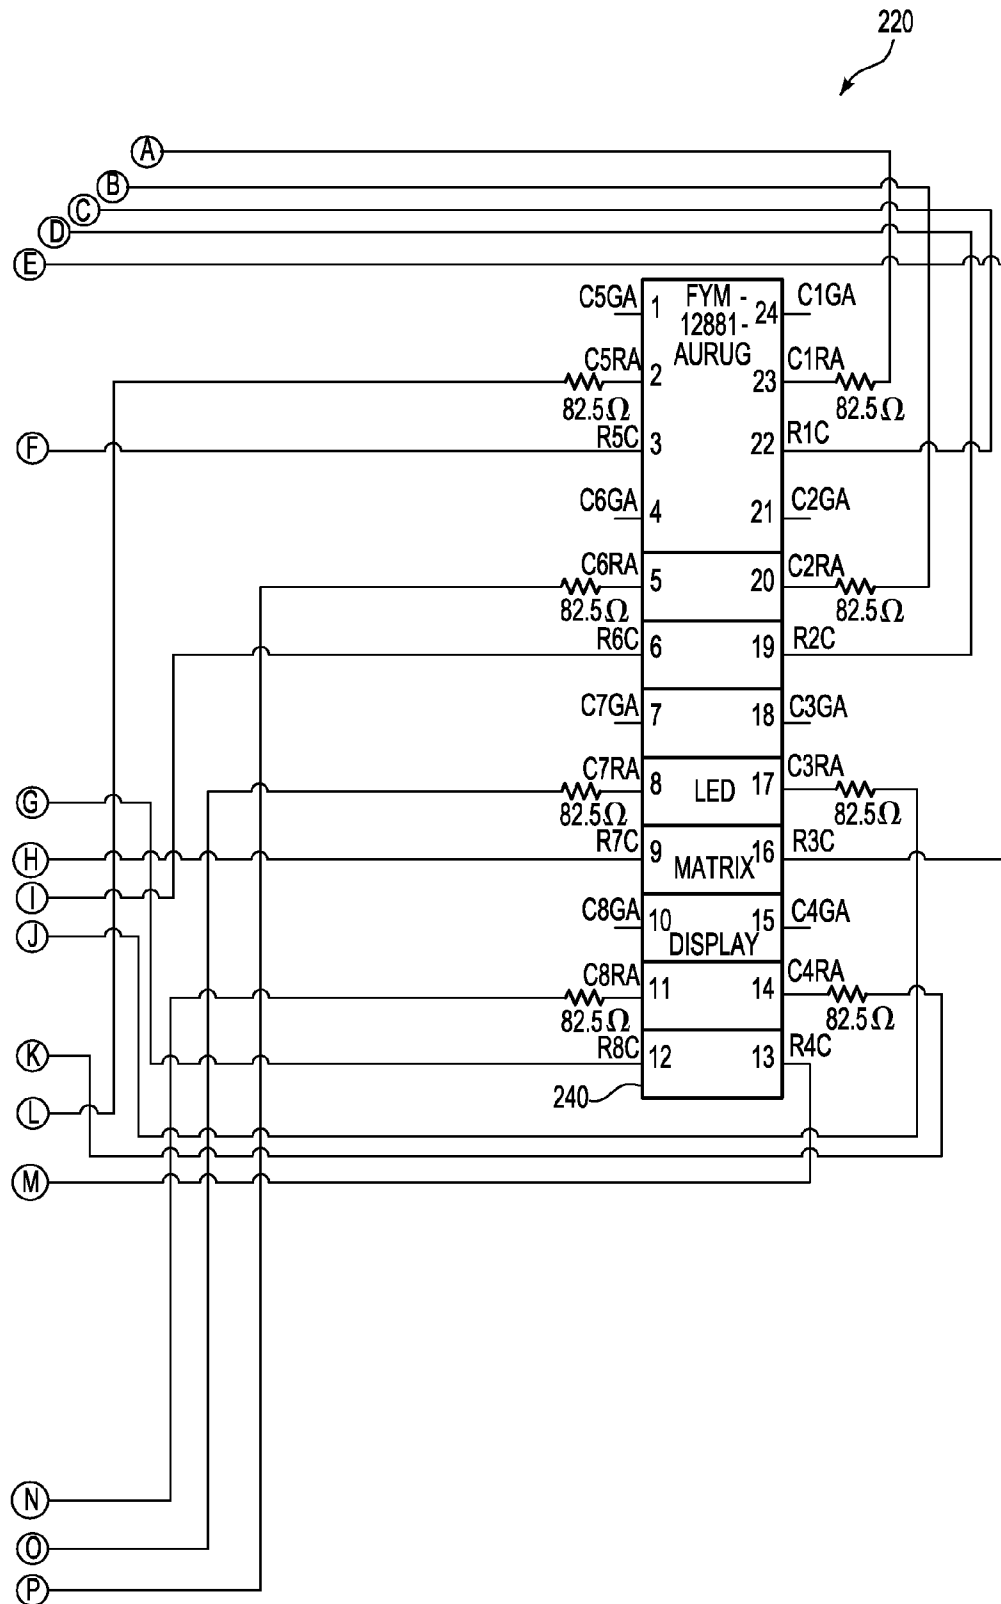 220
A
B
C
D
E
C5GA 1 FYM - 24 C1GA
12881-
AURUG
C5RA 2 23 C1RA
82.5Ω 82.5Ω
F R5C 3 22 R1C
C6GA 4 21 C2GA
C6RA 5 20 C2RA
82.5Ω 82.5Ω
R6C 6 19 R2C
C7GA 7 18 C3GA
C7RA 8 LED 17 C3RA
G 82.5Ω 82.5Ω
H R7C 9 MATRIX 16 R3C
I
C8GA 10 15 C4GA
J DISPLAY
C8RA 11 14 C4RA
82.5Ω 82.5Ω
K R8C 12 13 R4C
240
L
M
N
O
P